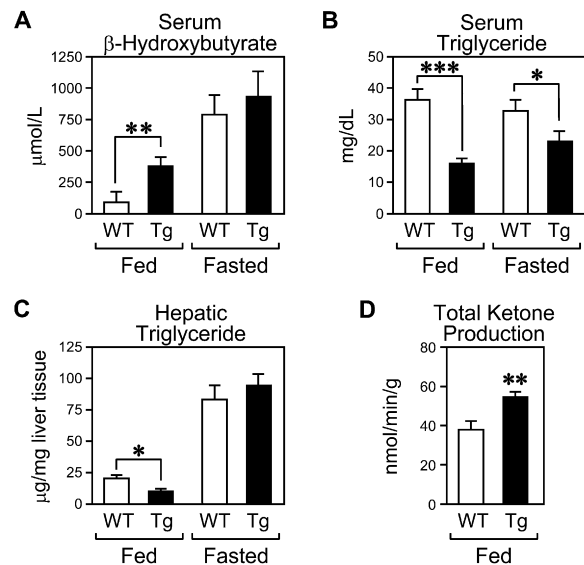 A
Serum
β-Hydroxybutyrate
μmol/L
1250
1000
750
500
250
0
**
WT Tg WT Tg
Fed Fasted
B
Serum
Triglyceride
mg/dL
50
40
30
20
10
0
***
*
WT Tg WT Tg
Fed Fasted
C
Hepatic
Triglyceride
μg/mg liver tissue
125
100
75
50
25
0
*
WT Tg WT Tg
Fed Fasted
D
Total Ketone
Production
nmol/min/g
80
60
40
20
0
**
WT Tg
Fed